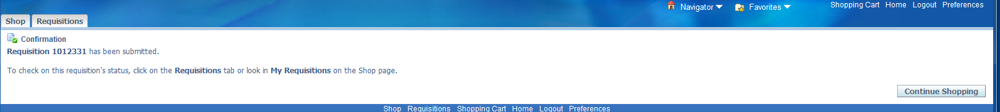 Navigator Favorites Shopping Cart Home Logout Preferences
Shop Requisitions
Confirmation
Requisition 1012331 has been submitted.
To check on this requisition's status, click on the Requisitions tab or look in My Requisitions on the Shop page.
Continue Shopping
Shop Requisitions Shopping Cart Home Logout Preferences